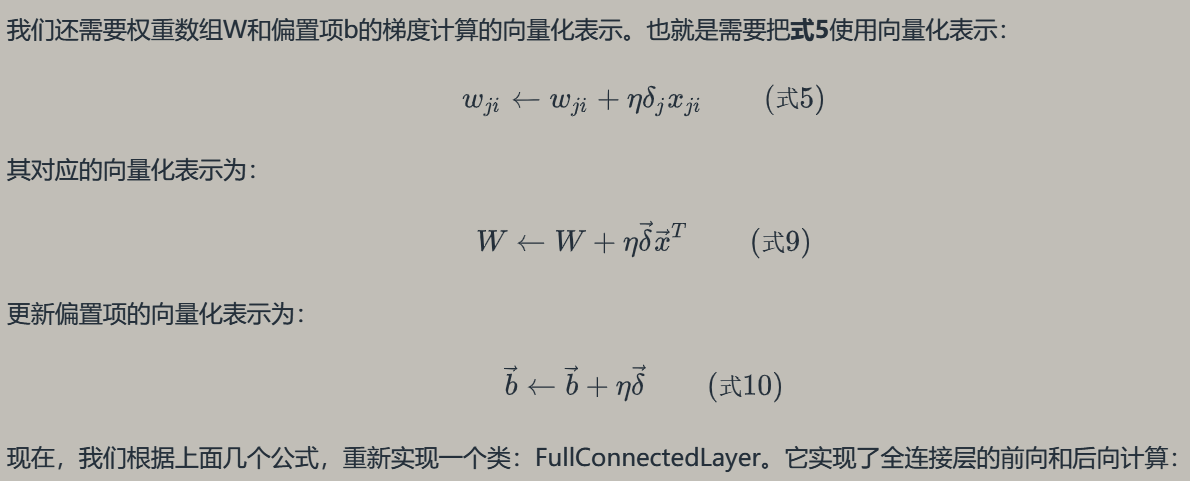 我们还需要权重数组W和偏置项b的梯度计算的向量化表示。也就是需要把式5使用向量化表示：
$w_{ji} \leftarrow w_{ji} + \eta\delta_j x_{ji}$ (式5)
其对应的向量化表示为：
$W \leftarrow W + \eta\vec{\delta}\vec{x}^T$ (式9)
更新偏置项的向量化表示为：
$\vec{b} \leftarrow \vec{b} + \eta\vec{\delta}$ (式10)
现在，我们根据上面几个公式，重新实现一个类：FullConnectedLayer。它实现了全连接层的前向和后向计算：